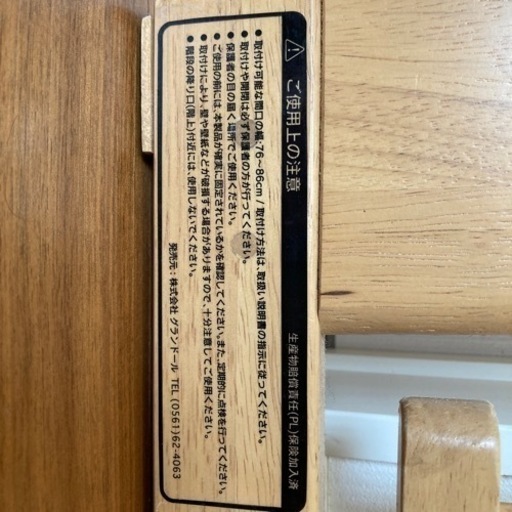 ⚠ ご使用上の注意
生産物賠償責任(PL)保険加入済
●取付け可能な間口の幅:76~86cm / 取付け方法は、取扱い説明書の指示に従ってください。
●取付けや開閉は必ず保護者の方が行ってください。
●保護者の目の届く場所でご使用ください。
●ご使用の前には、本製品が確実に固定されているかを確認してください。また、定期的に点検を行ってください。
●取付けにより、壁や壁紙などが破損する場合がありますので、十分注意してご使用ください。
●階段の降り口(階上)付近には、使用しないでください。
発売元:株式会社 グランドール TEL (0561)62-4063